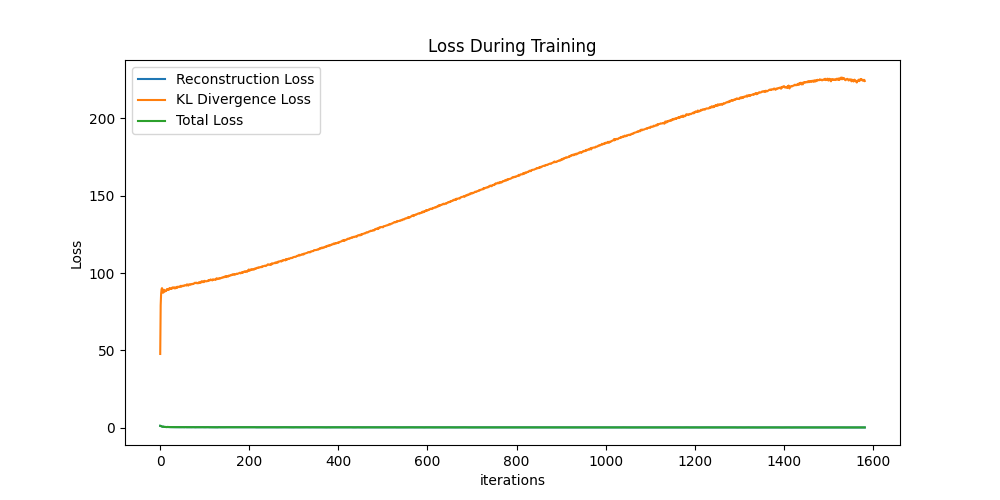 Loss During Training
Reconstruction Loss
KL Divergence Loss
Total Loss
Loss
200
150
100
50
0
0 200 400 600 800 1000 1200 1400 1600
iterations